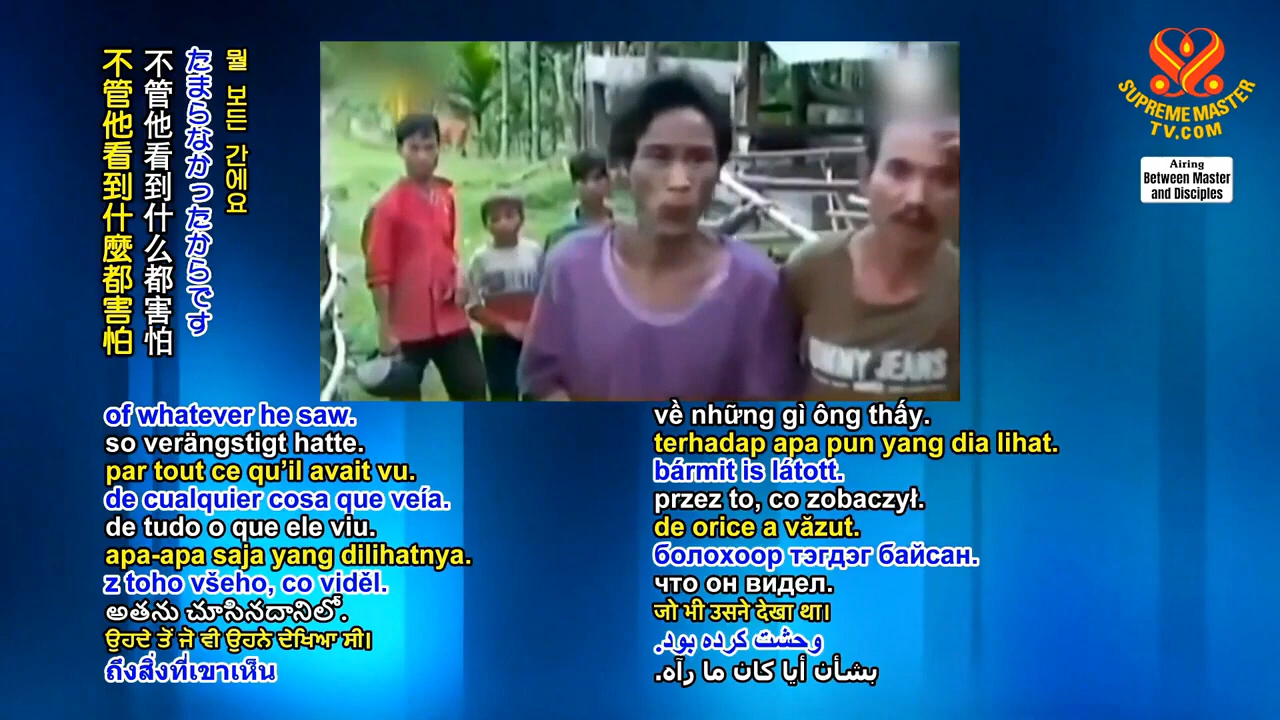 不管他看到什麼都害怕
不管他看到什么都害怕
たまらなかったからです
뭘 보든 간에요
SUPREME MASTER
TV.COM
Airing
Between Master
and Disciples
of whatever he saw.
so verängstigt hatte.
par tout ce qu’il avait vu.
de cualquier cosa que veía.
de tudo o que ele viu.
apa-apa saja yang dilihatnya.
z toho všeho, co viděl.
అతను చూసినదానిలో.
ਉਹਦੇ ਤੋਂ ਜੋ ਵੀ ਉਹਨੇ ਦੇਖਿਆ ਸੀ।
ถึงสิ่งที่เขาเห็น
về những gì ông thấy.
terhadap apa pun yang dia lihat.
bármit is látott.
przez to, co zobaczył.
de orice a văzut.
болохоор тэгдэг байсан.
что он видел.
जो भी उसने देखा था।
وحشت کرده بود.
بشأن أيا كان ما رآه.
JEANS